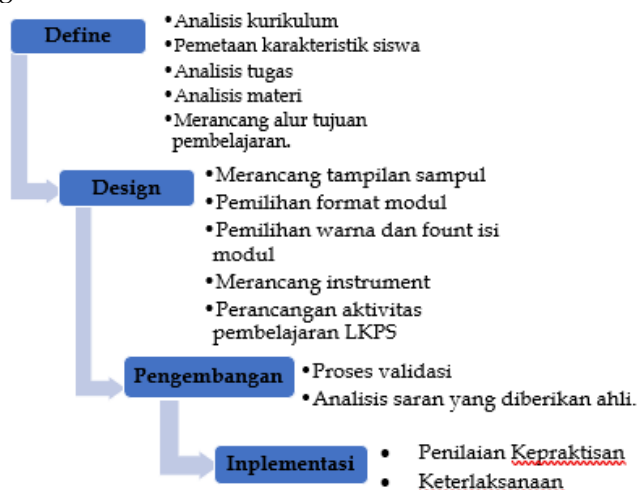 Define
•Analisis kurikulum
•Pemetaan karakteristik siswa
•Analisis tugas
•Analisis materi
•Merancang alur tujuan
pembelajaran.
Design
•Merancang tampilan sampul
•Pemilihan format modul
•Pemilihan warna dan fount isi
modul
•Merancang instrument
•Perancangan aktivitas
pembelajaran LKPS
Pengembangan
•Proses validasi
•Analisis saran yang diberikan ahli.
Inplementasi
• Penilaian Kepraktisan
• Keterlaksanaan